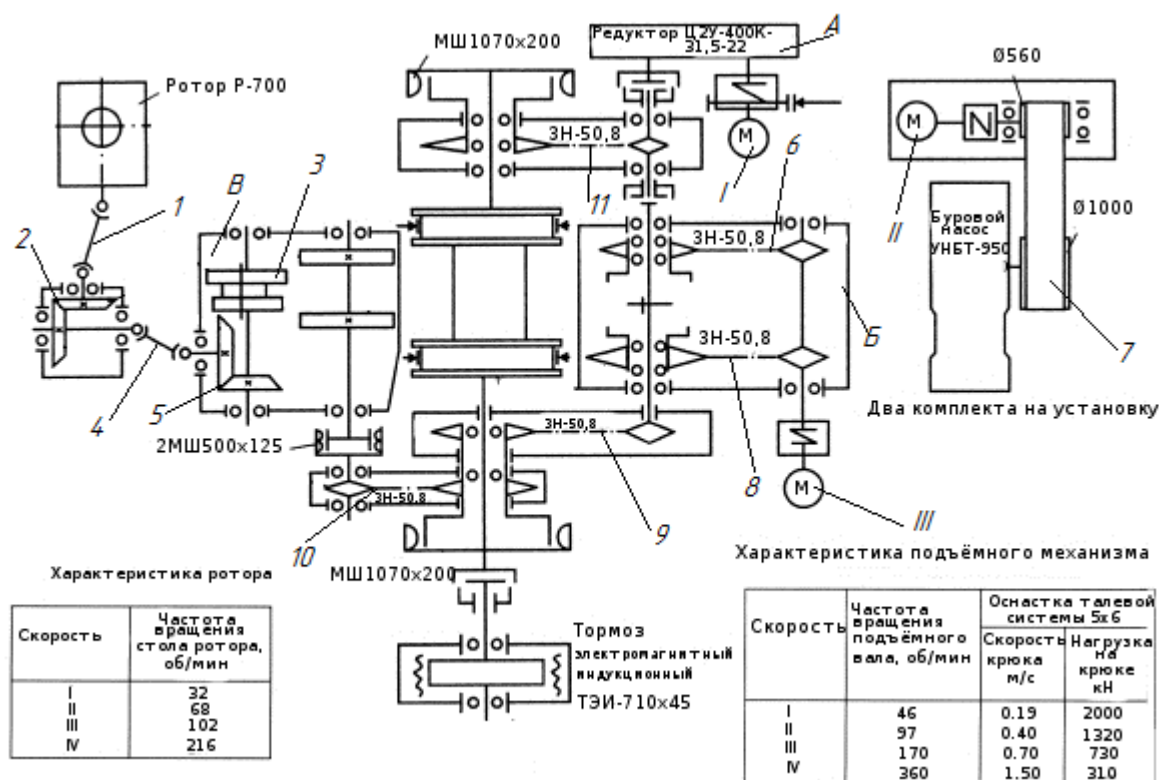 МШ1070х200
Редуктор Ц2У-400К-
31,5-22
А
Ротор Р-700
Ø560
М
II
Ø1000
Буровой
насос
УНБТ-950
7
Два комплекта на установку
3Н-50,8
М
I
11
6
3Н-50,8
Б
3Н-50,8
8
М
III
1
2
В
3
4
5
2МШ500х125
3Н-50,8
9
3Н-50,8
10
МШ1070х200
Тормоз
электромагнитный
индукционный
ТЭИ-710х45
Характеристика ротора
Скорость
Частота
вращения
стола ротора,
об/мин
I 32
II 68
III 102
IV 216
Характеристика подъёмного механизма
Скорость
Частота
вращения
подъёмного
вала, об/мин
Оснастка талевой
системы 5х6
Скорость
крюка
м/с
Нагрузка
на
крюке
кН
I 46 0.19 2000
II 97 0.40 1320
III 170 0.70 730
IV 360 1.50 310